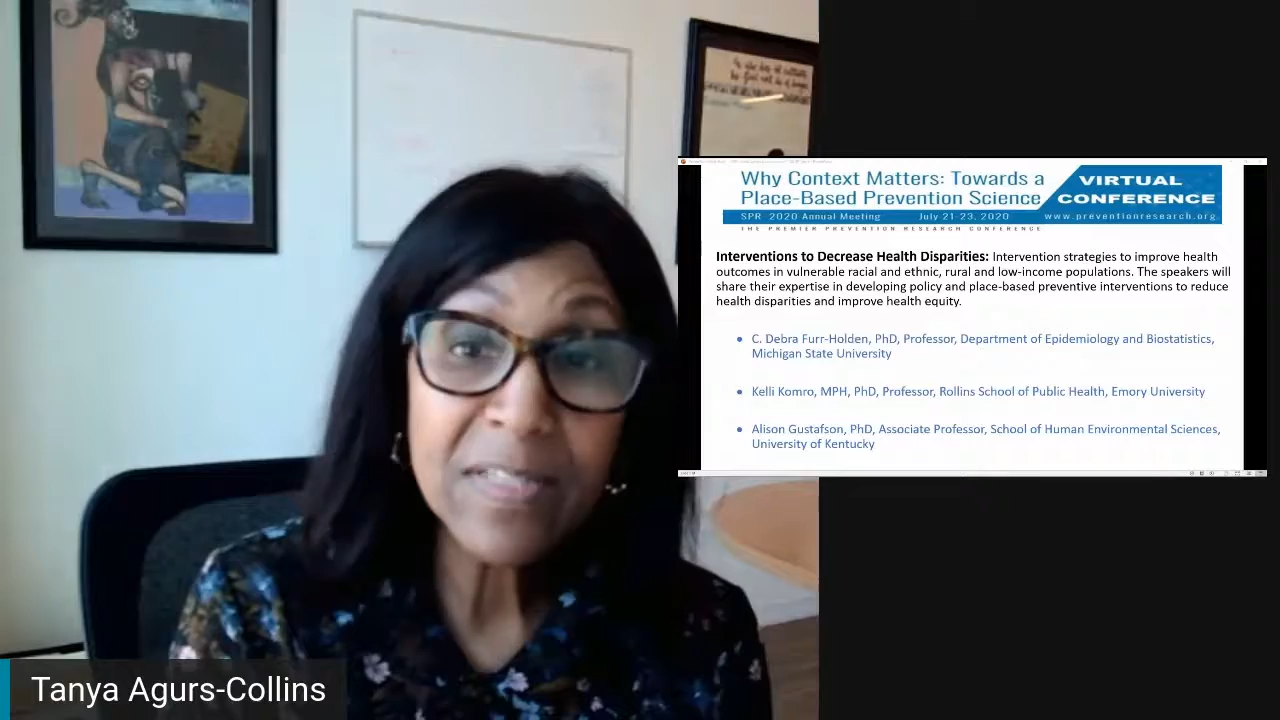 Why Context Matters: Towards a
Place-Based Prevention Science
VIRTUAL
CONFERENCE
SPR 2020 Annual Meeting July 21-23, 2020 www.preventionresearch.org
THE PREMIER PREVENTION RESEARCH CONFERENCE
Interventions to Decrease Health Disparities: Intervention strategies to improve health
outcomes in vulnerable racial and ethnic, rural and low-income populations. The speakers will
share their expertise in developing policy and place-based preventive interventions to reduce
health disparities and improve health equity.
• C. Debra Furr-Holden, PhD, Professor, Department of Epidemiology and Biostatistics,
Michigan State University
• Kelli Komro, MPH, PhD, Professor, Rollins School of Public Health, Emory University
• Alison Gustafson, PhD, Associate Professor, School of Human Environmental Sciences,
University of Kentucky
Tanya Agurs-Collins